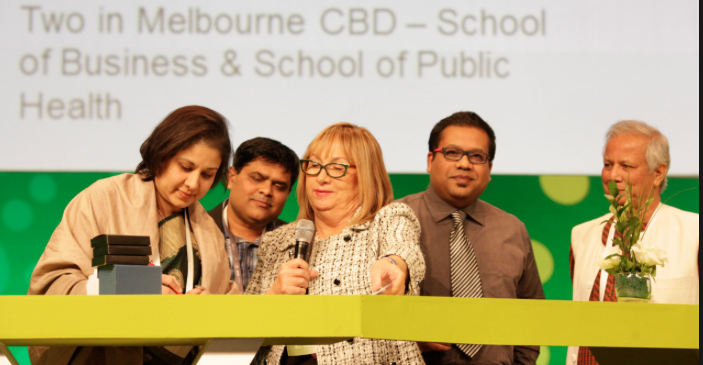 Two in Melbourne CBD – School
of Business & School of Public
Health